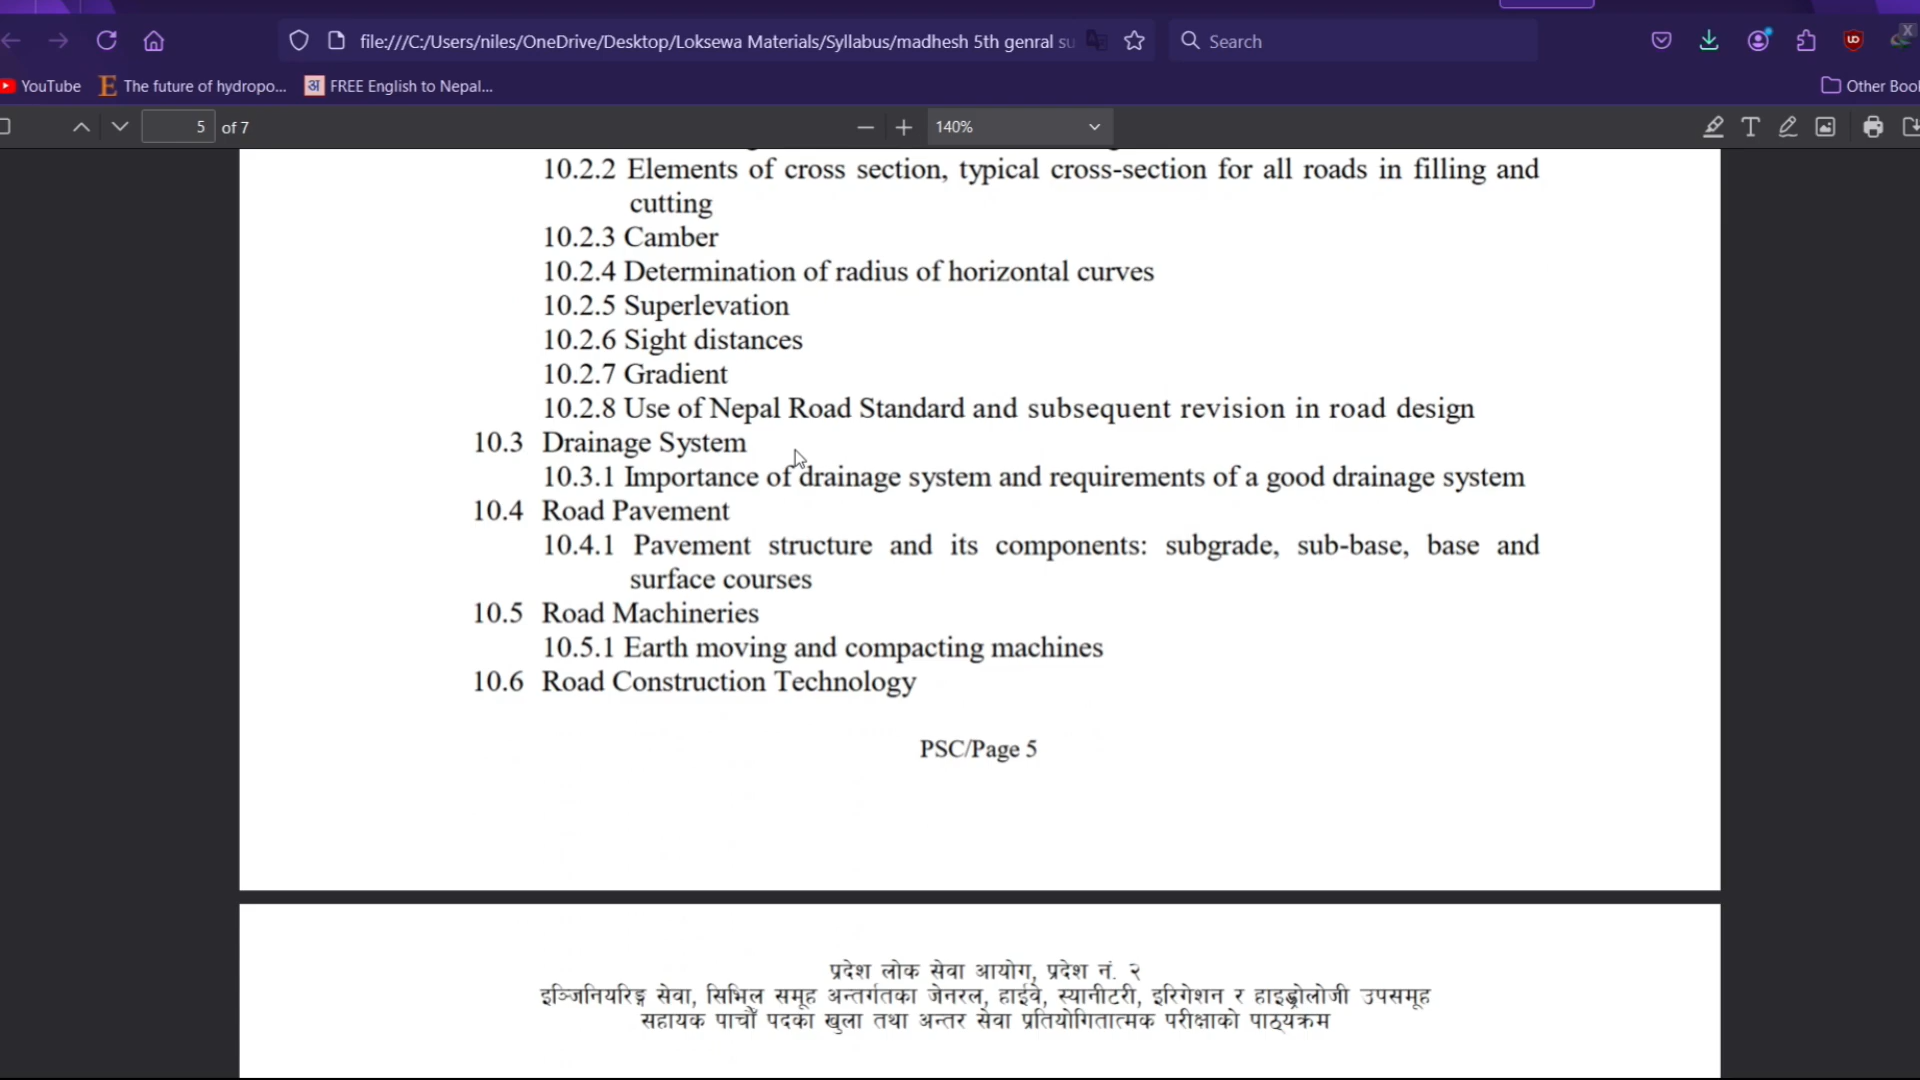 file:///C:/Users/niles/OneDrive/Desktop/Loksewa Materials/Syllabus/madhesh 5th genral su
Search
YouTube
The future of hydropo...
अ
FREE English to Nepal...
Other Bool
5 of 7
140%
10.2.2 Elements of cross section, typical cross-section for all roads in filling and
cutting
10.2.3 Camber
10.2.4 Determination of radius of horizontal curves
10.2.5 Superlevation
10.2.6 Sight distances
10.2.7 Gradient
10.2.8 Use of Nepal Road Standard and subsequent revision in road design
10.3 Drainage System
10.3.1 Importance of drainage system and requirements of a good drainage system
10.4 Road Pavement
10.4.1 Pavement structure and its components: subgrade, sub-base, base and
surface courses
10.5 Road Machineries
10.5.1 Earth moving and compacting machines
10.6 Road Construction Technology
PSC/Page 5
प्रदेश लोक सेवा आयोग, प्रदेश नं. २
इञ्जिनियरिङ्ग सेवा, सिभिल समूह अन्तर्गतका जेनरल, हाईवे, स्यानीटरी, इरिगेशन र हाइड्रोलोजी उपसमूह
सहायक पाचौँ पदका खुला तथा अन्तर सेवा प्रतियोगितात्मक परीक्षाको पाठ्यक्रम